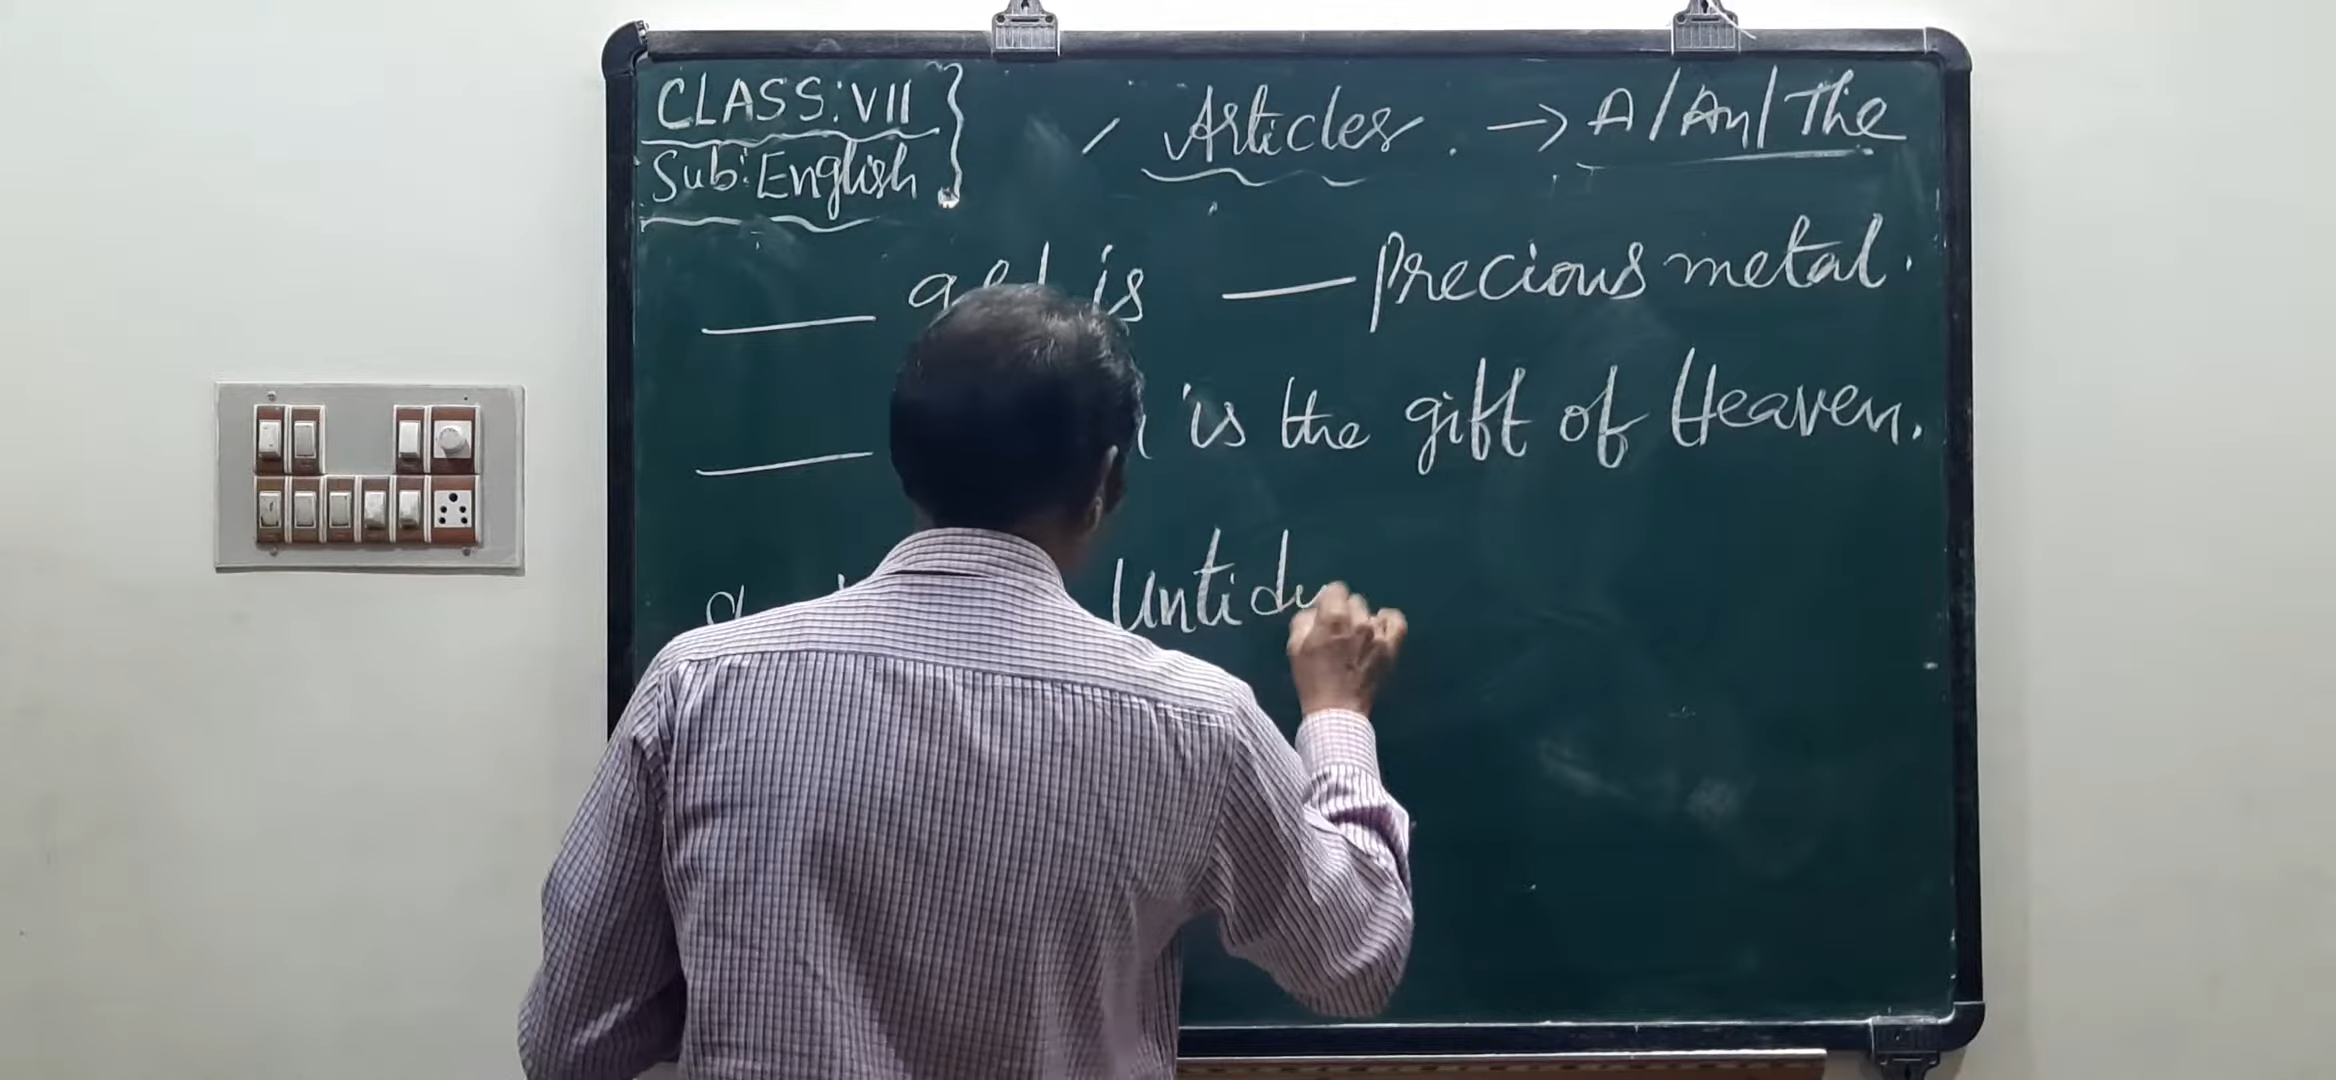 CLASS: VII
Sub: English
Articles. → A/An/The
____ is ____ precious metal.
____ is the gift of Heaven.
Untidy